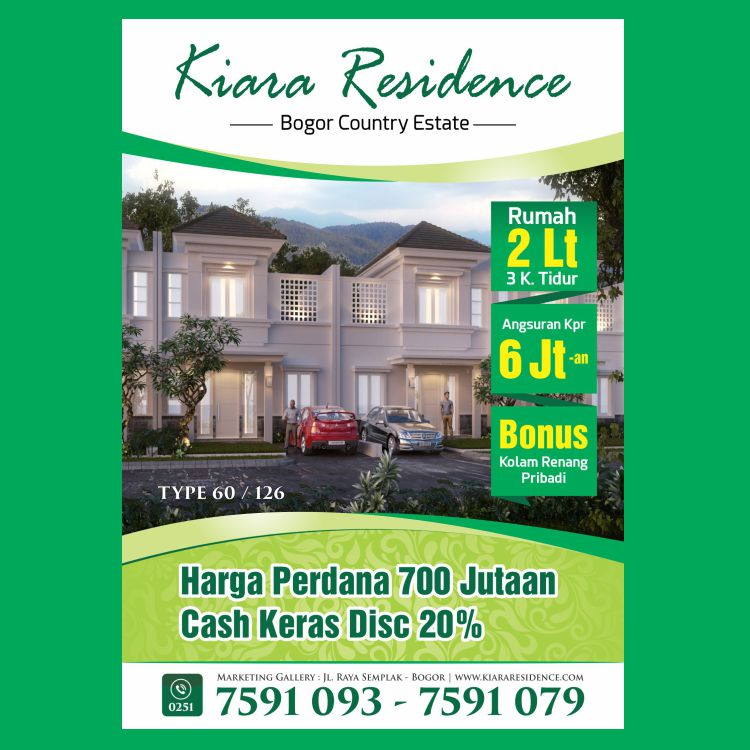 Kiara Residence
Bogor Country Estate
Rumah
2 Lt
3 K. Tidur
Angsuran Kpr
6 Jt-an
Bonus
Kolam Renang
Pribadi
TYPE 60 / 126
Harga Perdana 700 Jutaan
Cash Keras Disc 20%
MARKETING GALLERY : JL. RAYA SEMPLAK - BOGOR | WWW.KIARARESIDENCE.COM
0251 7591 093 - 7591 079